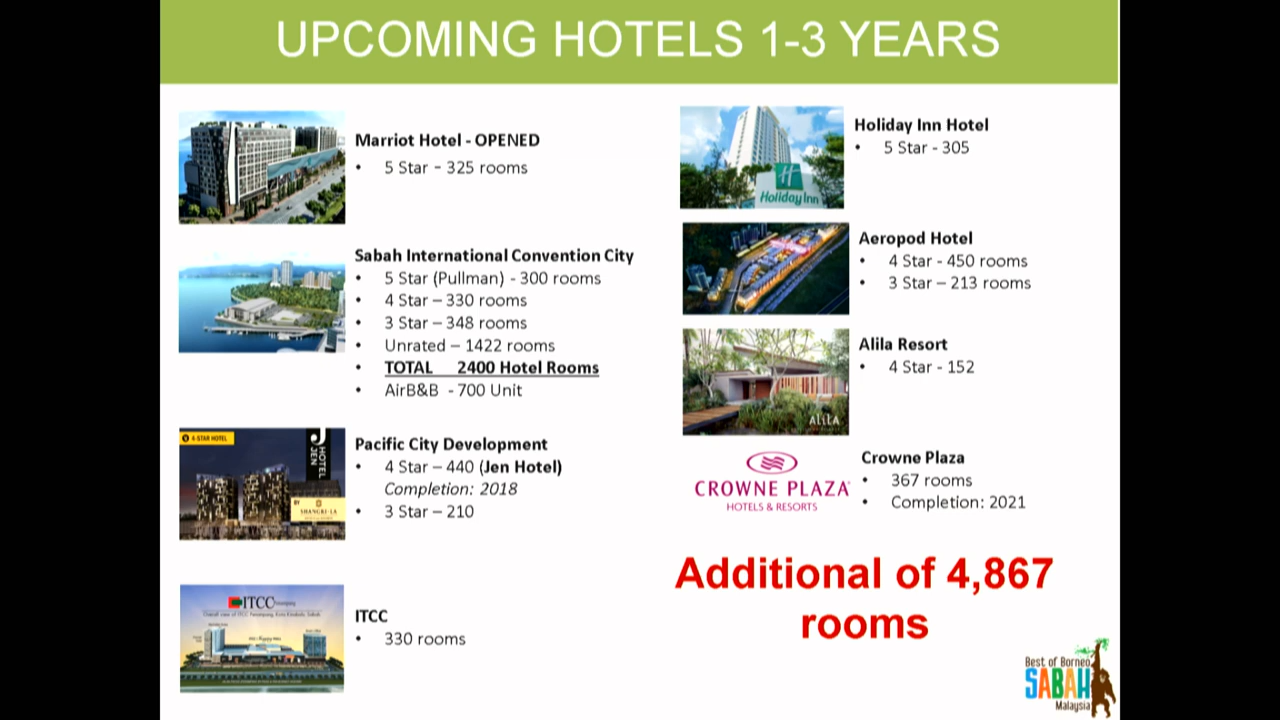 UPCOMING HOTELS 1-3 YEARS
Marriot Hotel - OPENED
• 5 Star – 325 rooms
Sabah International Convention City
• 5 Star (Pullman) - 300 rooms
• 4 Star – 330 rooms
• 3 Star – 348 rooms
• Unrated – 1422 rooms
• TOTAL 2400 Hotel Rooms
• AirB&B - 700 Unit
4-STAR HOTEL
HOTEL JEN
BY
SHANGRI-LA
Pacific City Development
• 4 Star – 440 (Jen Hotel)
Completion: 2018
• 3 Star – 210
ITCC
ITCC
• 330 rooms
Holiday Inn
Holiday Inn Hotel
• 5 Star - 305
Aeropod Hotel
• 4 Star - 450 rooms
• 3 Star – 213 rooms
ALILA
Alila Resort
• 4 Star - 152
CROWNE PLAZA
HOTELS & RESORTS
Crowne Plaza
• 367 rooms
• Completion: 2021
Additional of 4,867
rooms
Best of Borneo
SABAH
Malaysia